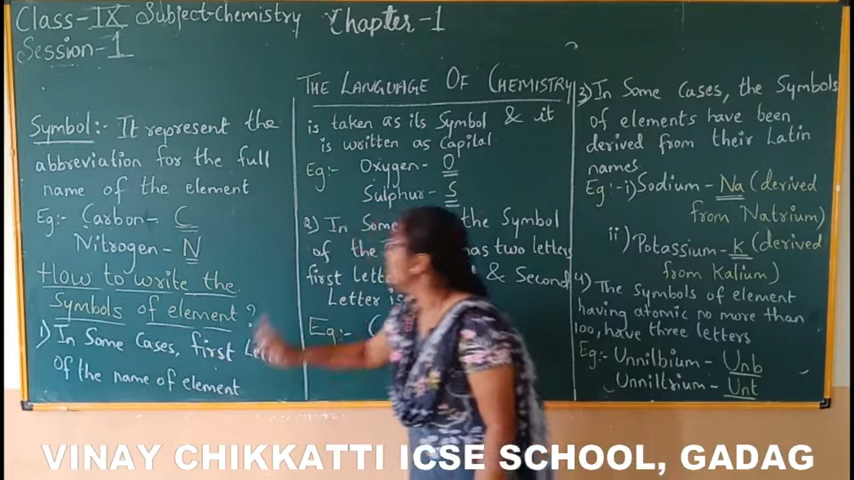 Class-IX Subject-Chemistry Chapter-1
Session-1
THE LANGUAGE OF CHEMISTRY
Symbol:- It represent the
abbreviation for the full
name of the element
Eg:- Carbon- C
Nitrogen- N
How to write the
Symbols of element?
1) In Some Cases, first
of the name of element
is taken as its Symbol & it
is written as capital
Eg:- Oxygen- O
Sulphur- S
2) In Some the Symbol
of the has two letters
first & Second
Letter is
Eg:-
3) In Some Cases, the Symbols
of elements have been
derived from their Latin
names.
Eg:- i) Sodium - Na (derived
from Natrium)
ii) Potassium - K (derived
from Kalium)
4) The Symbols of element
having atomic no more than
100, have three letters
Eg:- Unnilbium - Unb
Unniltrium - Unt
VINAY CHIKKATTI ICSE SCHOOL, GADAG